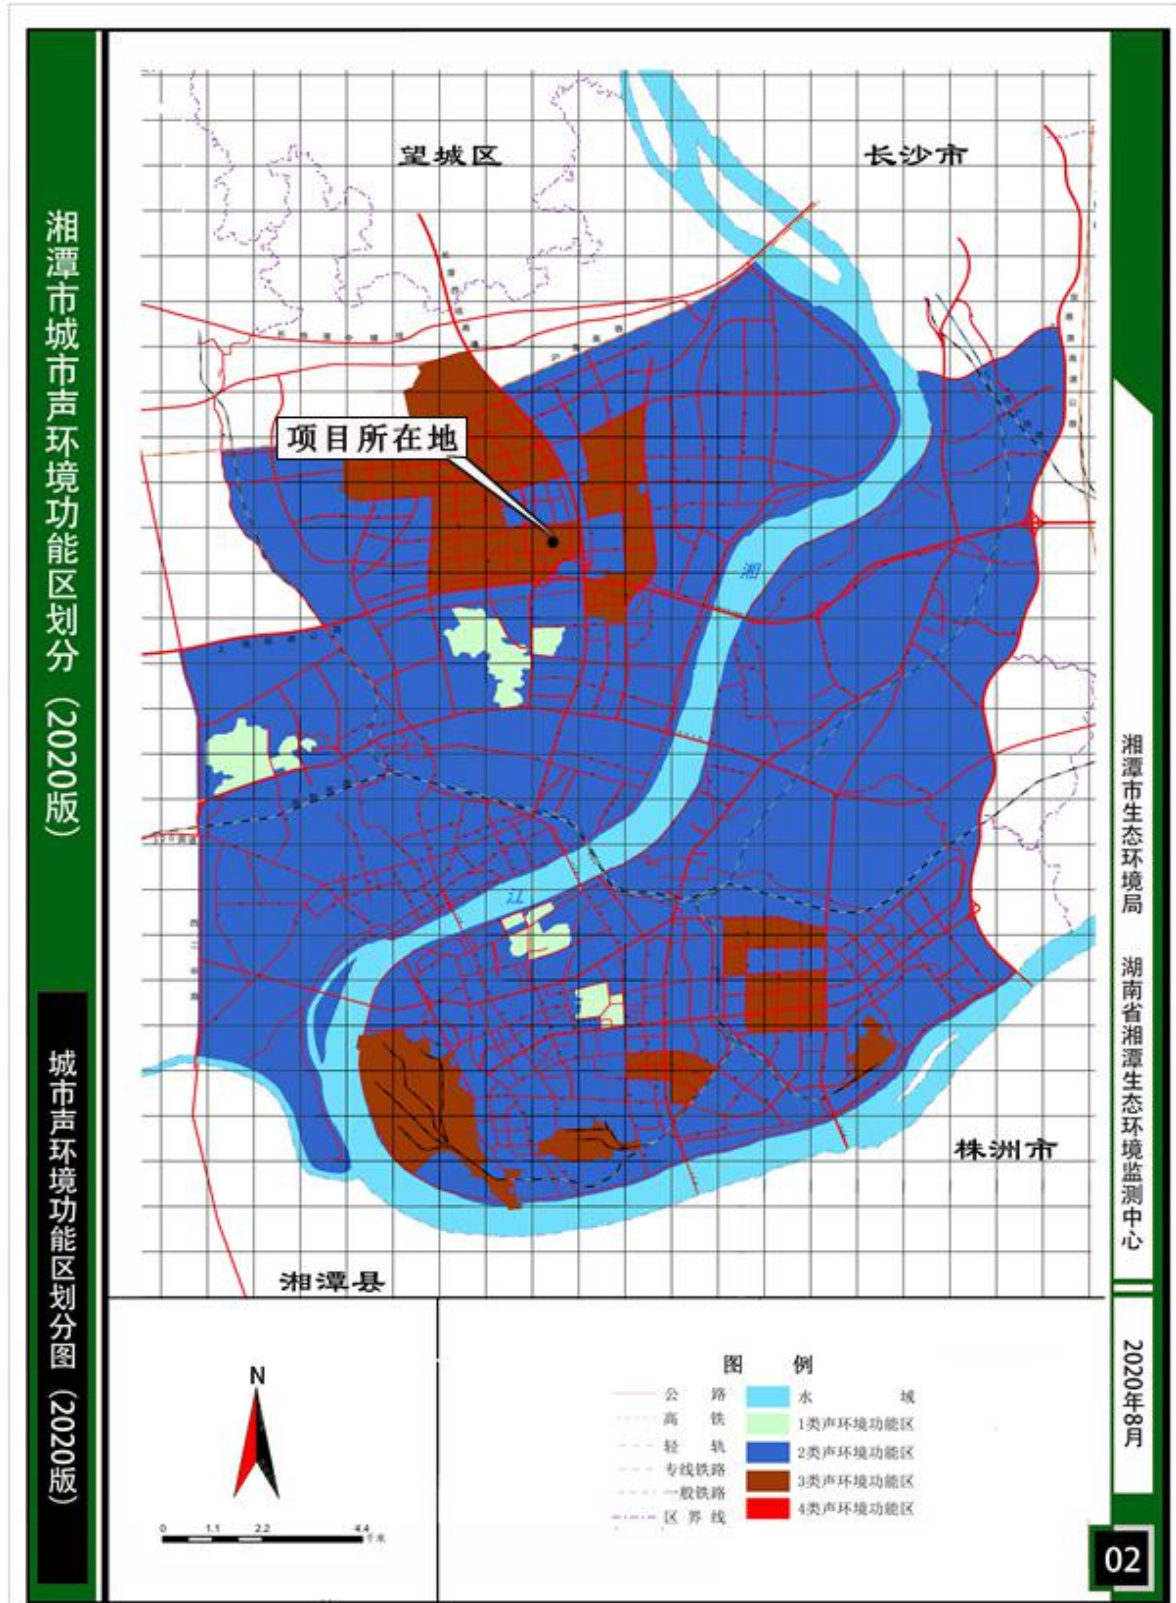 湘潭市城市声环境功能区划分（2020版）
城市声环境功能区划分图（2020版）
望城区
长沙市
项目所在地
湘
江
株洲市
湘潭县
湘潭市生态环境局
湖南省湘潭生态环境监测中心
2020年8月
02
N
0 1.1 2.2 4.4
千米
图 例
公 路
高 铁
轻 轨
专线铁路
一般铁路
区 界 线
水 域
1类声环境功能区
2类声环境功能区
3类声环境功能区
4类声环境功能区